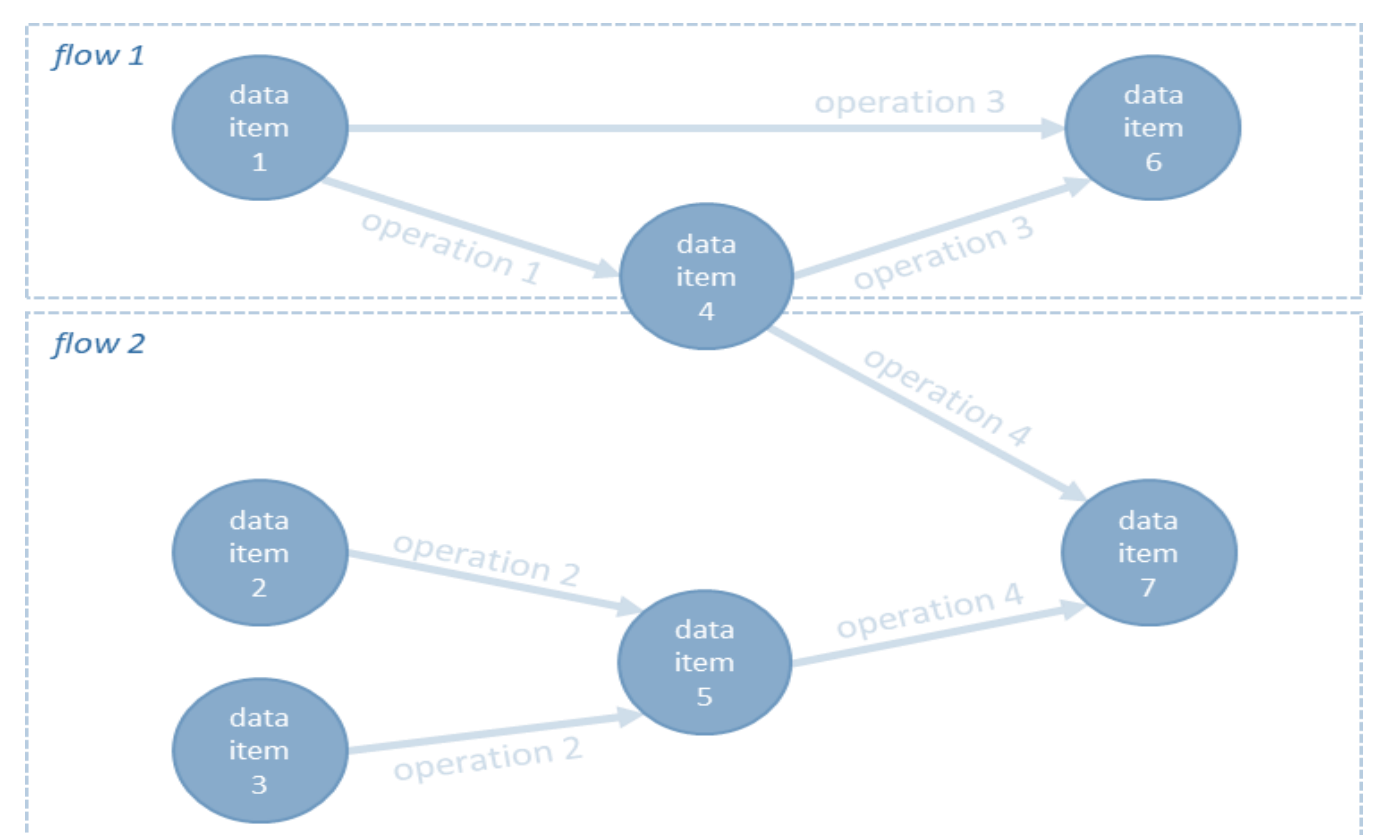 flow 1
data
item
1
operation 3
data
item
6
operation 1
data
item
4
operation 3
flow 2
operation 4
data
item
2
operation 2
data
item
7
data
item
5
operation 4
data
item
3
operation 2